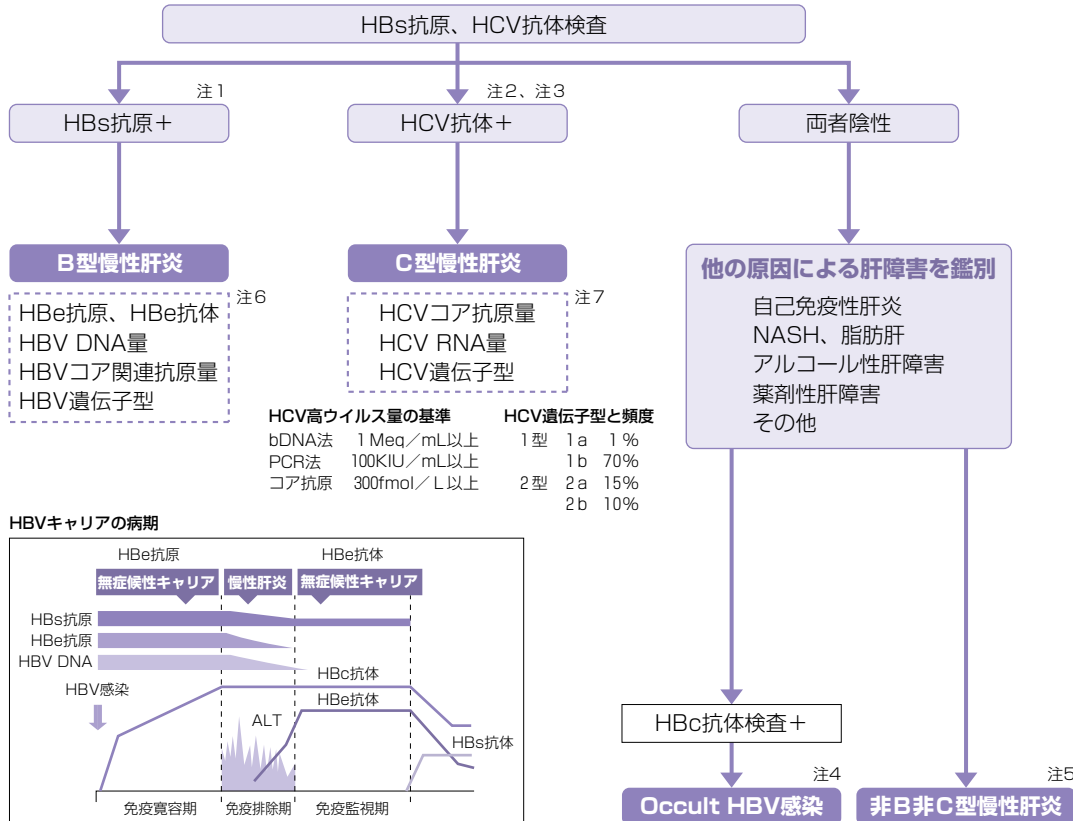 HBs抗原、HCV抗体検査
注1
HBs抗原+
注2、注3
HCV抗体+
両者陰性
B型慢性肝炎
注6
HBe抗原、HBe抗体
HBV DNA量
HBVコア関連抗原量
HBV遺伝子型
C型慢性肝炎
注7
HCVコア抗原量
HCV RNA量
HCV遺伝子型
他の原因による肝障害を鑑別
自己免疫性肝炎
NASH、脂肪肝
アルコール性肝障害
薬剤性肝障害
その他
HCV高ウイルス量の基準
bDNA法 1Meq/mL以上
PCR法 100KIU/mL以上
コア抗原 300fmol/L以上
HCV遺伝子型と頻度
1型 1a 1%
1b 70%
2型 2a 15%
2b 10%
HBVキャリアの病期
HBe抗原 HBe抗体
無症候性キャリア 慢性肝炎 無症候性キャリア
HBs抗原
HBe抗原
HBV DNA
HBV感染
HBc抗体
HBe抗体
ALT
HBs抗体
免疫寛容期 免疫排除期 免疫監視期
HBc抗体検査+
注4
Occult HBV感染
注5
非B非C型慢性肝炎